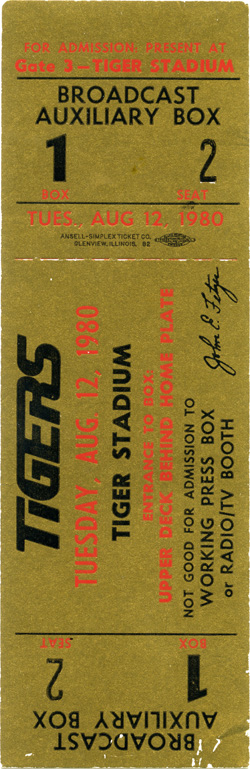 FOR ADMISSION: PRESENT AT
Gate 3 – TIGER STADIUM
BROADCAST
AUXILIARY BOX
1 2
BOX SEAT
TUES., AUG 12, 1980
ANSELL-SIMPLEX TICKET CO.
GLENVIEW, ILLINOIS. 82
TIGERS
TUESDAY, AUG. 12, 1980
TIGER STADIUM
ENTRANCE TO BOX:
UPPER DECK BEHIND HOME PLATE
NOT GOOD FOR ADMISSION TO
WORKING PRESS BOX
or RADIO/TV BOOTH
John E. Fetzer
BOX SEAT
1 2
BROADCAST
AUXILIARY BOX